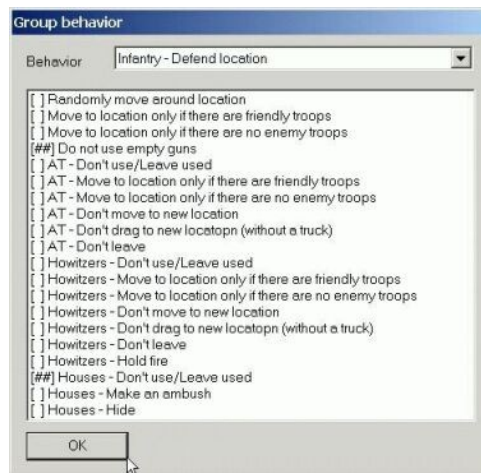 Group behavior
Behavior Infantry - Defend location
[ ] Randomly move around location
[ ] Move to location only if there are friendly troops
[ ] Move to location only if there are no enemy troops
[##] Do not use empty guns
[ ] AT - Don't use/Leave used
[ ] AT - Move to location only if there are friendly troops
[ ] AT - Move to location only if there are no enemy troops
[ ] AT - Don't move to new location
[ ] AT - Don't drag to new locatopn (without a truck)
[ ] AT - Don't leave
[ ] Howitzers - Don't use/Leave used
[ ] Howitzers - Move to location only if there are friendly troops
[ ] Howitzers - Move to location only if there are no enemy troops
[ ] Howitzers - Don't move to new location
[ ] Howitzers - Don't drag to new locatopn (without a truck)
[ ] Howitzers - Don't leave
[ ] Howitzers - Hold fire
[##] Houses - Don't use/Leave used
[ ] Houses - Make an ambush
[ ] Houses - Hide
OK